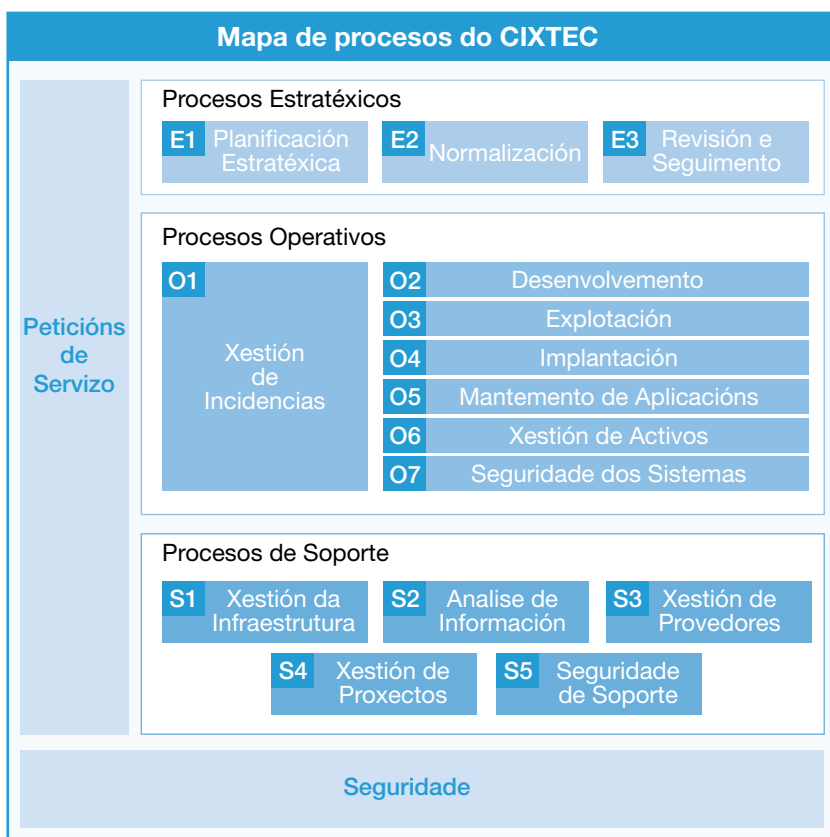 Mapa de procesos do CIXTEC
Peticións
de
Servizo
Procesos Estratéxicos
E1 Planificación
Estratéxica
E2 Normalización
E3 Revisión e
Seguimento
Procesos Operativos
O1
Xestión
de
Incidencias
O2 Desenvolvemento
O3 Explotación
O4 Implantación
O5 Mantemento de Aplicacións
O6 Xestión de Activos
O7 Seguridade dos Sistemas
Procesos de Soporte
S1 Xestión da
Infraestrutura
S2 Analise de
Información
S3 Xestión de
Provedores
S4 Xestión de
Proxectos
S5 Seguridade
de Soporte
Seguridade